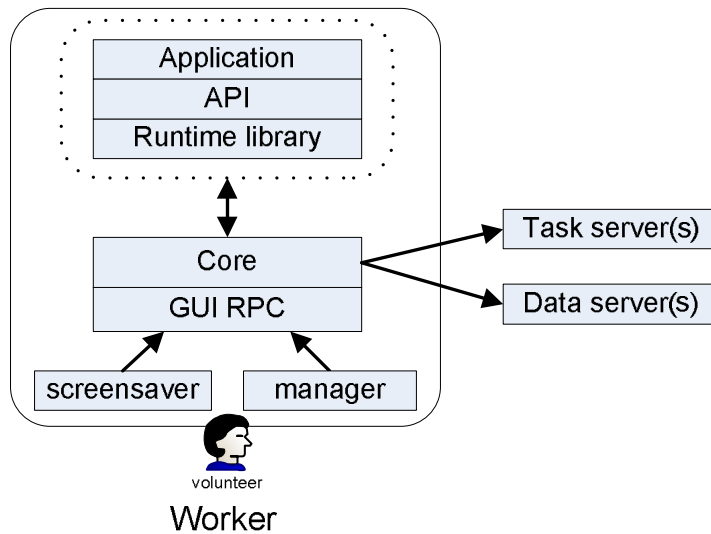 Application
API
Runtime library
Core
GUI RPC
Task server(s)
Data server(s)
screensaver
manager
volunteer
Worker